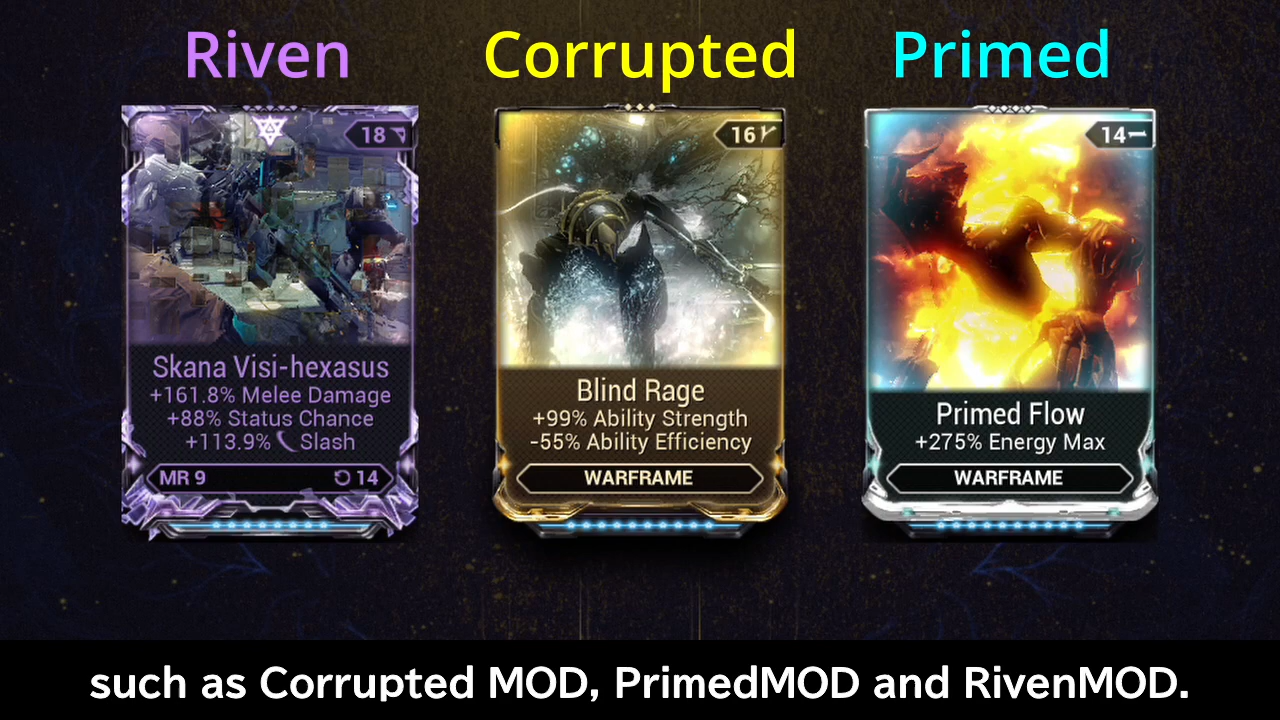 Riven
Corrupted
Primed
18
Skana Visi-hexasus
+161.8% Melee Damage
+88% Status Chance
+113.9% Slash
MR 9
14
16
Blind Rage
+99% Ability Strength
-55% Ability Efficiency
WARFRAME
14
Primed Flow
+275% Energy Max
WARFRAME
such as Corrupted MOD, PrimedMOD and RivenMOD.